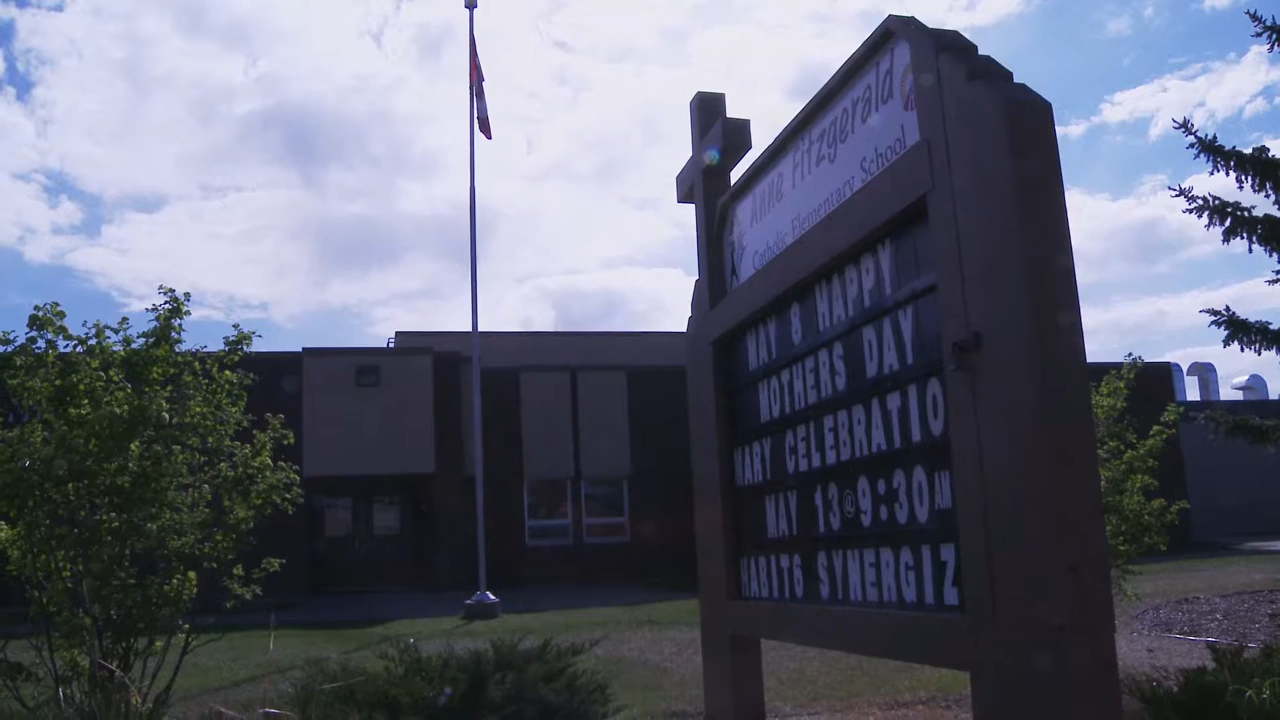 Anne Fitzgerald
Catholic Elementary School
MAY 8 HAPPY
MOTHERS DAY
MARY CELEBRATIO
MAY 13@9:30AM
HABIT6 SYNERGIZ